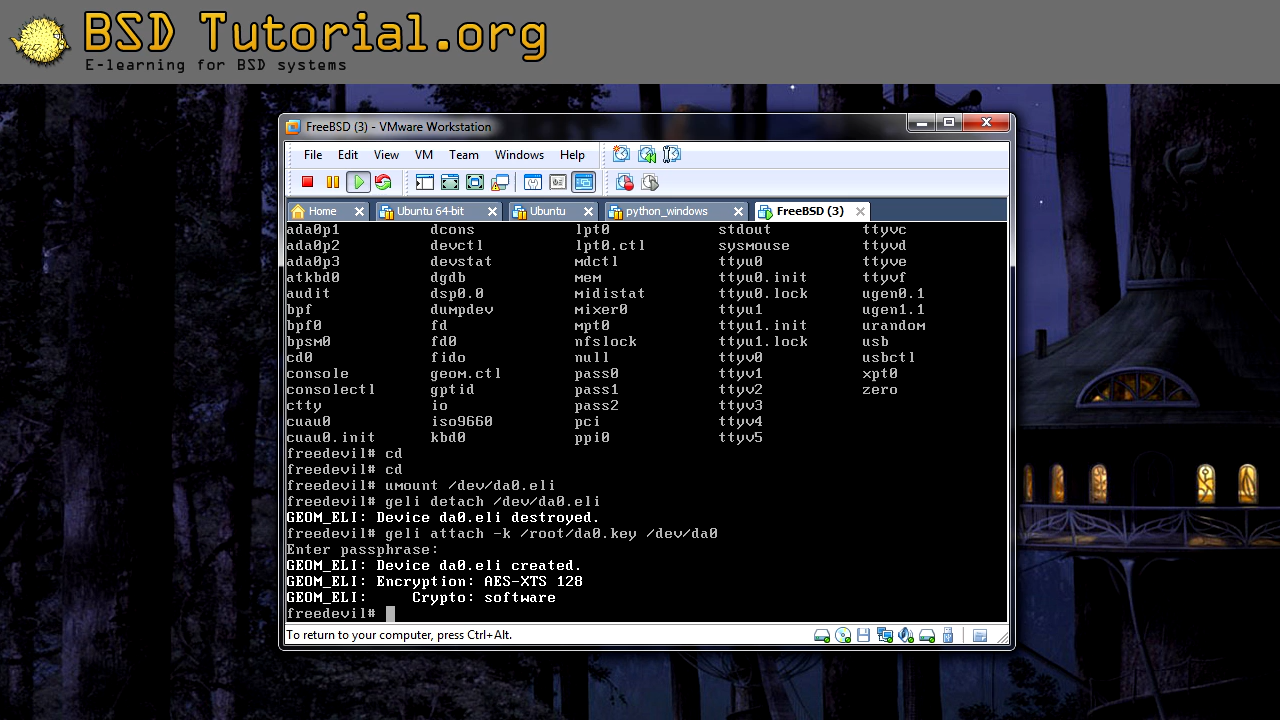 BSD Tutorial.org
E-learning for BSD systems
FreeBSD (3) - VMware Workstation
File Edit View VM Team Windows Help
Home Ubuntu 64-bit Ubuntu python_windows FreeBSD (3)
ada0p1 dcons lpt0 stdout ttyvc
ada0p2 devctl lpt0.ctl sysmouse ttyvd
ada0p3 devstat mdctl ttyu0 ttyve
atkbd0 dgdb mem ttyu0.init ttyvf
audit dsp0.0 midistat ttyu0.lock ugen0.1
bpf dumpdev mixer0 ttyu1 ugen1.1
bpf0 fd mpt0 ttyu1.init urandom
bpsm0 fd0 nfslock ttyu1.lock usb
cd0 fido null ttyv0 usbctl
console geom.ctl pass0 ttyv1 xpt0
consolectl gptid pass1 ttyv2 zero
ctty io pass2 ttyv3
cuau0 iso9660 pci ttyv4
cuau0.init kbd0 ppi0 ttyv5
freedevil# cd
freedevil# cd
freedevil# umount /dev/da0.eli
freedevil# geli detach /dev/da0.eli
GEOM_ELI: Device da0.eli destroyed.
freedevil# geli attach -k /root/da0.key /dev/da0
Enter passphrase:
GEOM_ELI: Device da0.eli created.
GEOM_ELI: Encryption: AES-XTS 128
GEOM_ELI: Crypto: software
freedevil#
To return to your computer, press Ctrl+Alt.